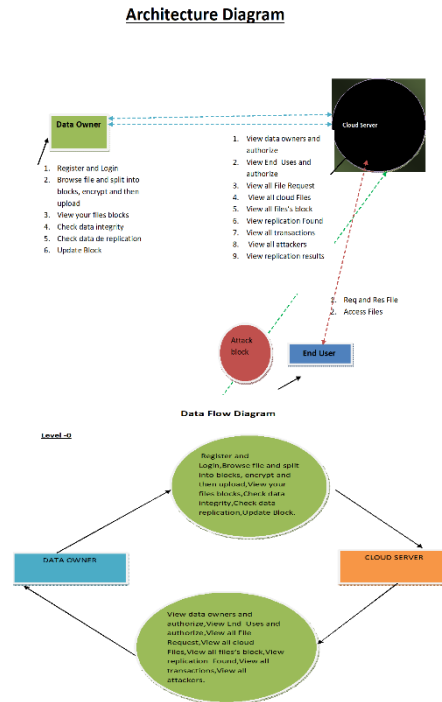 Architecture Diagram
Data Owner
Cloud Server
1. Register and Login
2. Browse file and split into
blocks, encrypt and then
upload
3. View your files blocks
4. Check data integrity
5. Check data de replication
6. Update Block
1. View data owners and
authorize
2. View End Uses and
authorize
3. View all File Request
4. View all cloud Files
5. View all files's block
6. View replication Found
7. View all transactions
8. View all attackers
9. View replication results
Req and Res File
2. Access Files
Attack
block
End User
Data Flow Diagram
Level -0
Register and
Login,Browse file and split
into blocks, encrypt and
then upload,View your
files blocks,Check data
integrity,Check data
replication,Update Block.
DATA OWNER
CLOUD SERVER
View data owners and
authorize,View End Uses and
authorize,View all File
Request,View all cloud
Files,View all files's block,View
replication Found,View all
transactions,View all
attackers.